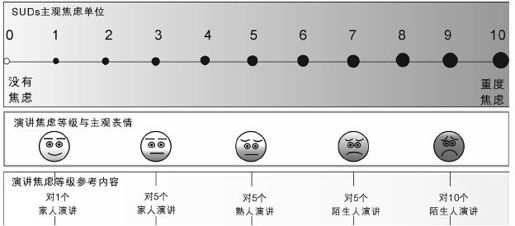 SUDs主观焦虑单位
0 1 2 3 4 5 6 7 8 9 10
没有
焦虑
重度
焦虑
演讲焦虑等级与主观表情
演讲焦虑等级参考内容
对1个
家人演讲
对5个
家人演讲
对5个
熟人演讲
对5个
陌生人演讲
对10个
陌生人演讲